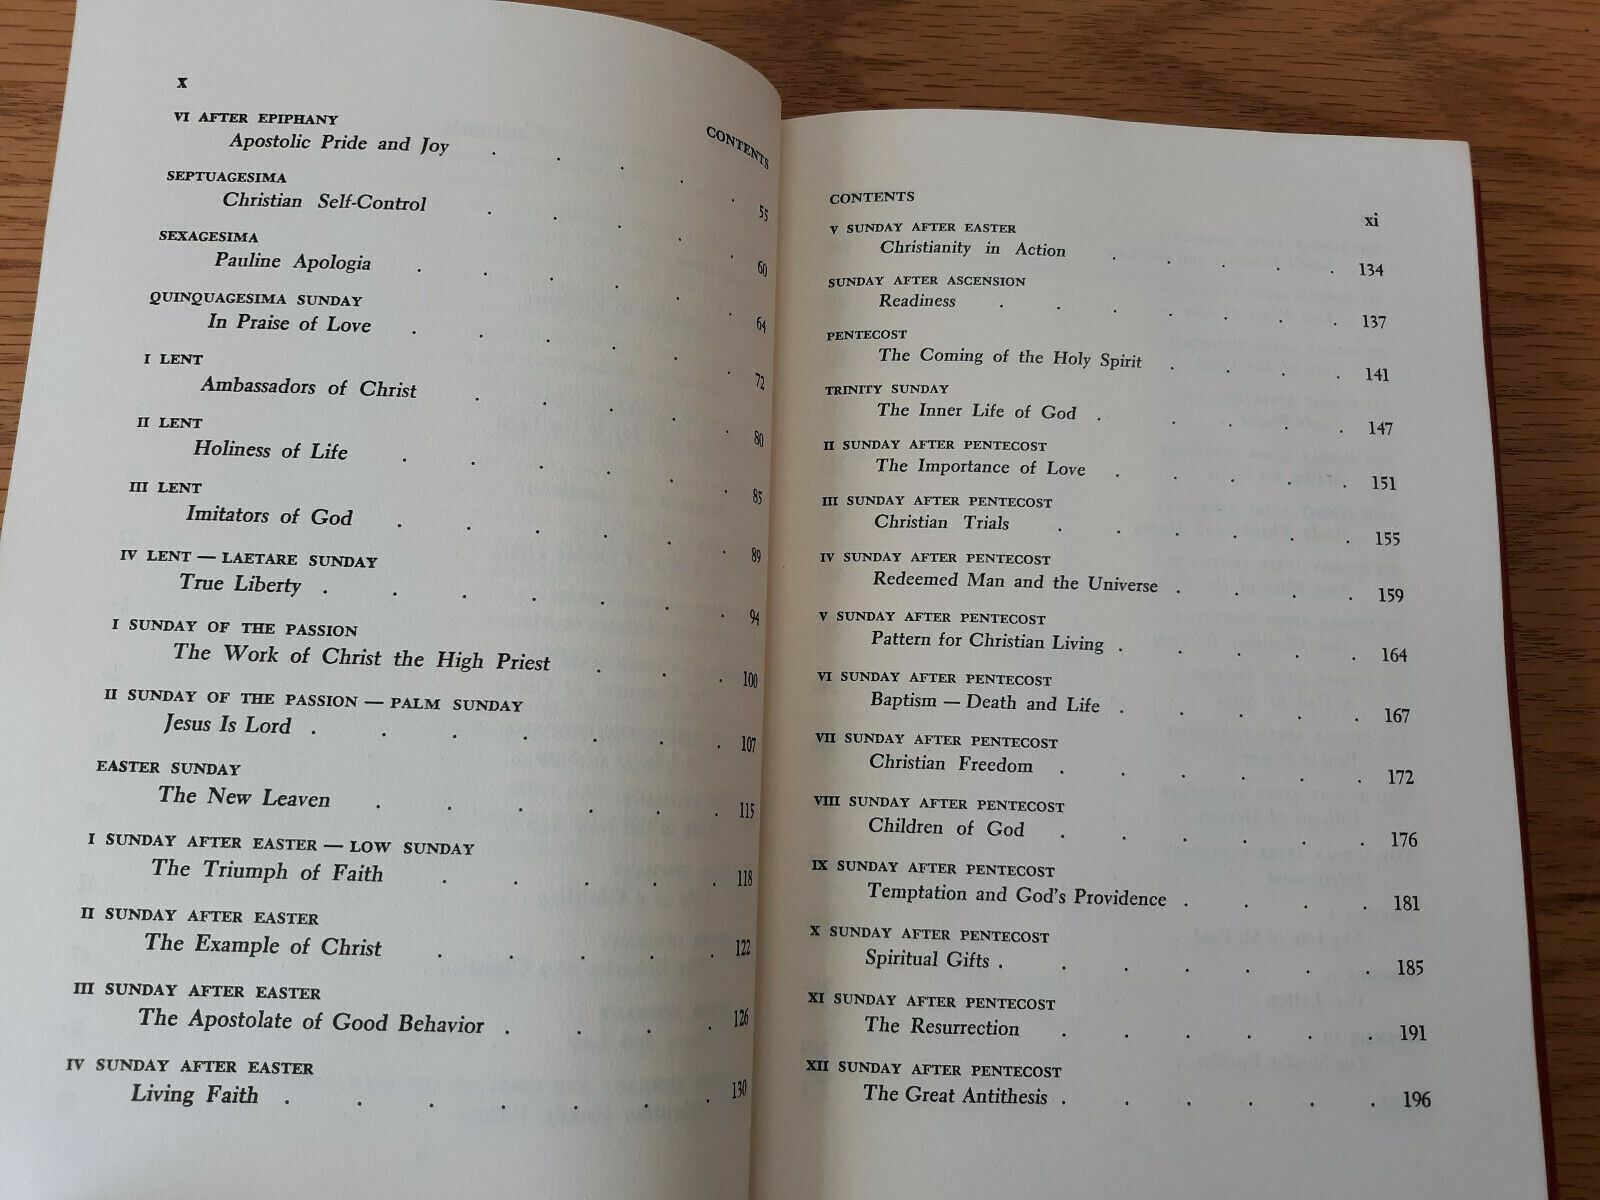 X
CONTENTS
VI AFTER EPIPHANY
Apostolic Pride and Joy . . . . . 55
SEPTUAGESIMA
Christian Self-Control . . . . . 60
SEXAGESIMA
Pauline Apologia . . . . . . 64
QUINQUAGESIMA SUNDAY
In Praise of Love . . . . . . 72
I LENT
Ambassadors of Christ . . . . . 80
II LENT
Holiness of Life . . . . . . 85
III LENT
Imitators of God . . . . . . 89
IV LENT — LAETARE SUNDAY
True Liberty . . . . . . . 94
I SUNDAY OF THE PASSION
The Work of Christ the High Priest . . . 100
II SUNDAY OF THE PASSION — PALM SUNDAY
Jesus Is Lord . . . . . . . 107
EASTER SUNDAY
The New Leaven . . . . . . 115
I SUNDAY AFTER EASTER — LOW SUNDAY
The Triumph of Faith . . . . . 118
II SUNDAY AFTER EASTER
The Example of Christ . . . . . 122
III SUNDAY AFTER EASTER
The Apostolate of Good Behavior . . . . 126
IV SUNDAY AFTER EASTER
Living Faith . . . . . . . 130
CONTENTS
xi
V SUNDAY AFTER EASTER
Christianity in Action . . . . . 134
SUNDAY AFTER ASCENSION
Readiness . . . . . . . 137
PENTECOST
The Coming of the Holy Spirit . . . . 141
TRINITY SUNDAY
The Inner Life of God . . . . . 147
II SUNDAY AFTER PENTECOST
The Importance of Love . . . . . 151
III SUNDAY AFTER PENTECOST
Christian Trials . . . . . . 155
IV SUNDAY AFTER PENTECOST
Redeemed Man and the Universe . . . . 159
V SUNDAY AFTER PENTECOST
Pattern for Christian Living . . . . . 164
VI SUNDAY AFTER PENTECOST
Baptism — Death and Life . . . . . 167
VII SUNDAY AFTER PENTECOST
Christian Freedom . . . . . . 172
VIII SUNDAY AFTER PENTECOST
Children of God . . . . . . 176
IX SUNDAY AFTER PENTECOST
Temptation and God's Providence . . . . 181
X SUNDAY AFTER PENTECOST
Spiritual Gifts . . . . . . . 185
XI SUNDAY AFTER PENTECOST
The Resurrection . . . . . . 191
XII SUNDAY AFTER PENTECOST
The Great Antithesis . . . . . . 196